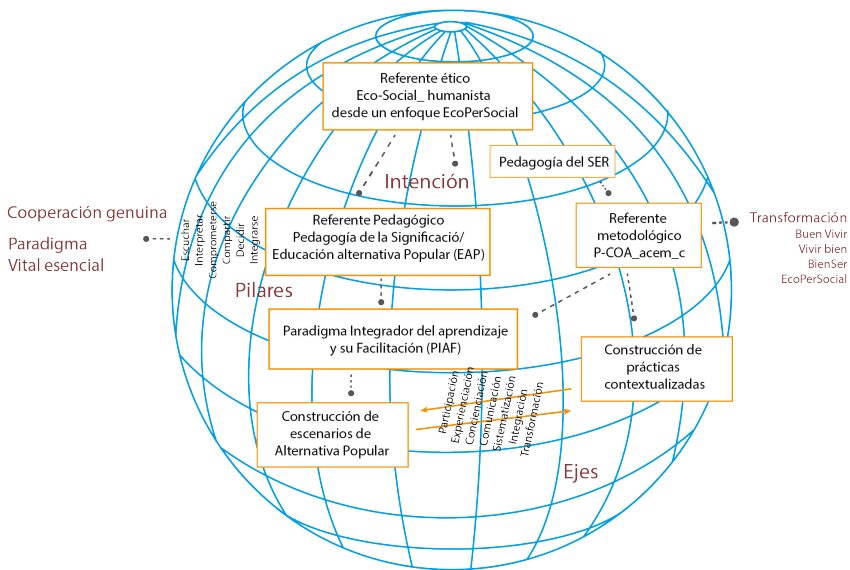 Referente ético
Eco-Social_ humanista
desde un enfoque EcoPerSocial
Pedagogía del SER
Intención
Cooperación genuina
Paradigma
Vital esencial
Escuchar
Interpretar
Comprometerse
Compartir
Decidir
Integrarse
Referente Pedagógico
Pedagogía de la Significació/
Educación alternativa Popular (EAP)
Referente
metodológico
P-COA_acem_c
Transformación
Buen Vivir
Vivir bien
BienSer
EcoPerSocial
Pilares
Paradigma Integrador del aprendizaje
y su Facilitación (PIAF)
Construcción de
prácticas
contextualizadas
Participación
Experienciación
Concienciación
Comunicación
Sistematización
Integración
Transformación
Construcción de
escenarios de
Alternativa Popular
Ejes